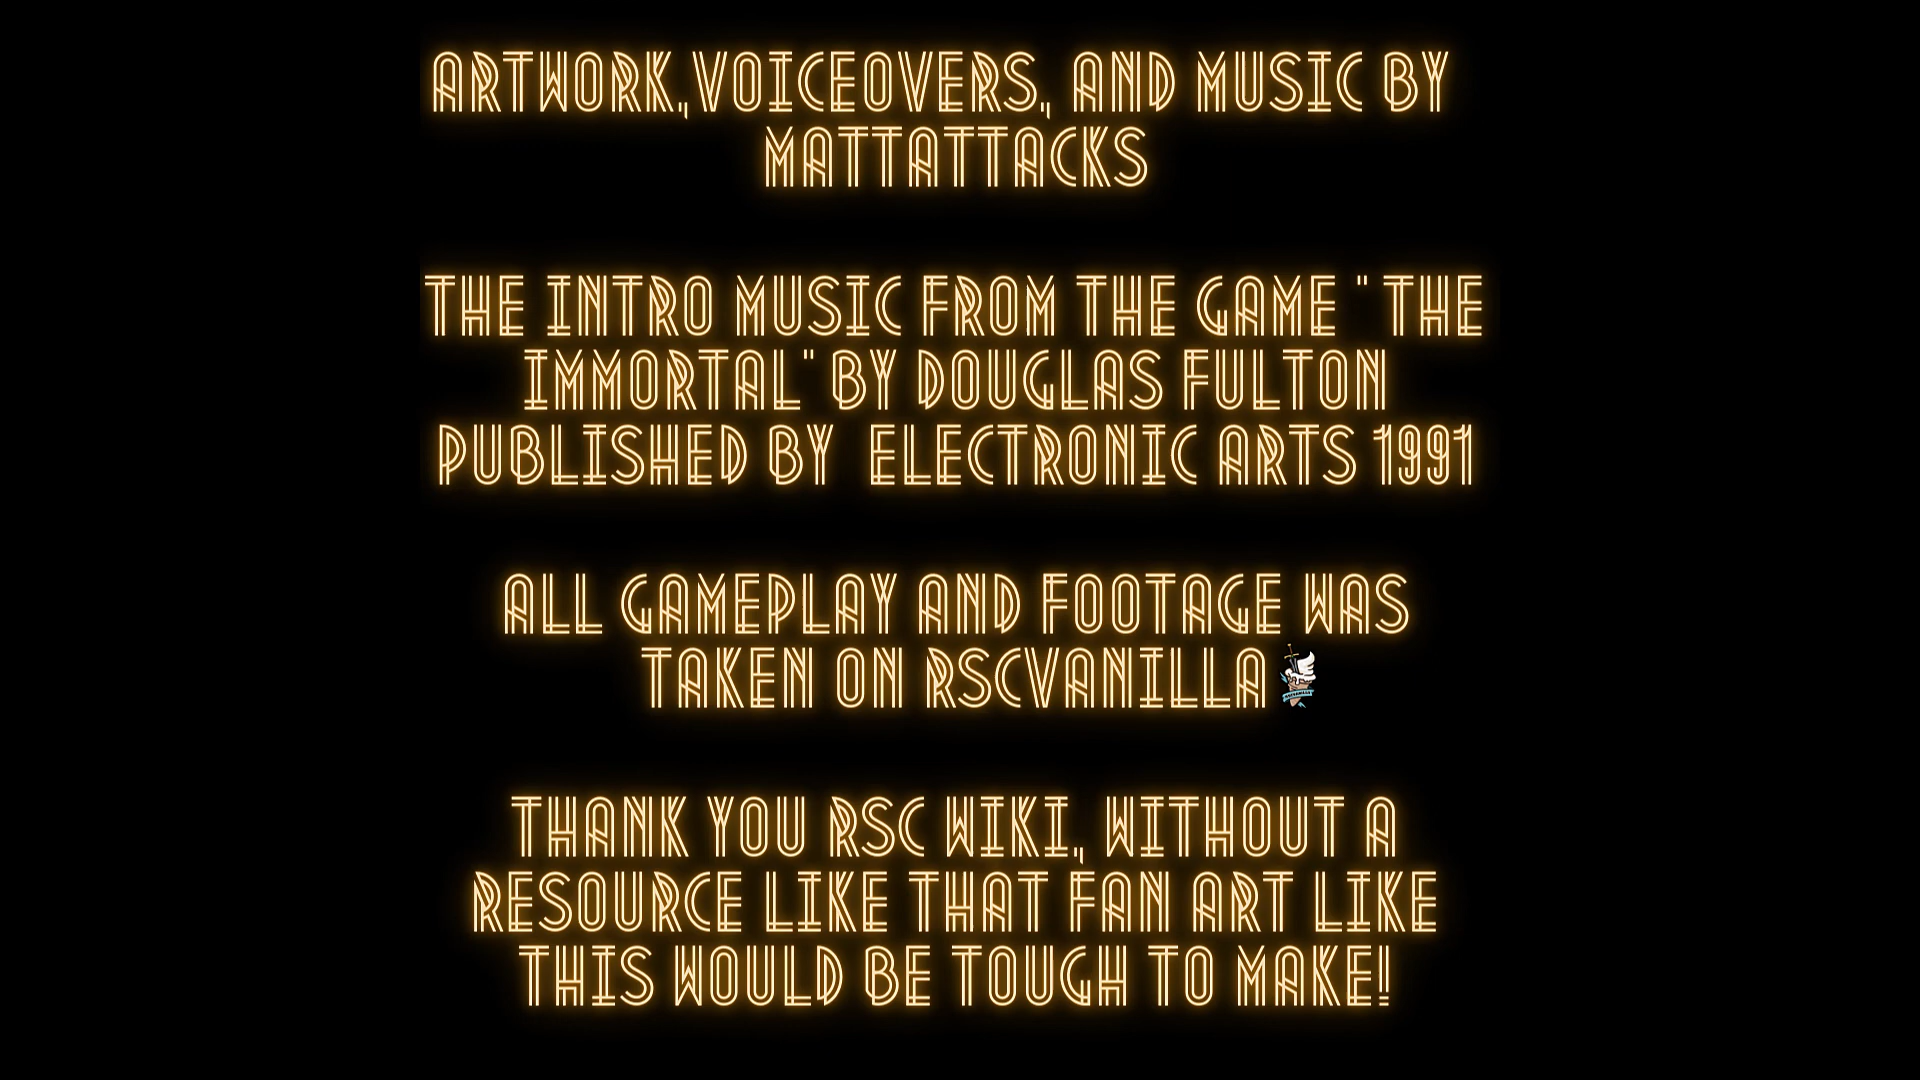 ARTWORK,VOICEOVERS, AND MUSIC BY
MATTATTACKS
THE INTRO MUSIC FROM THE GAME " THE
IMMORTAL" BY DOUGLAS FULTON
PUBLISHED BY ELECTRONIC ARTS 1991
ALL GAMEPLAY AND FOOTAGE WAS
TAKEN ON RSCVANILLA
THANK YOU RSC WIKI, WITHOUT A
RESOURCE LIKE THAT FAN ART LIKE
THIS WOULD BE TOUGH TO MAKE!